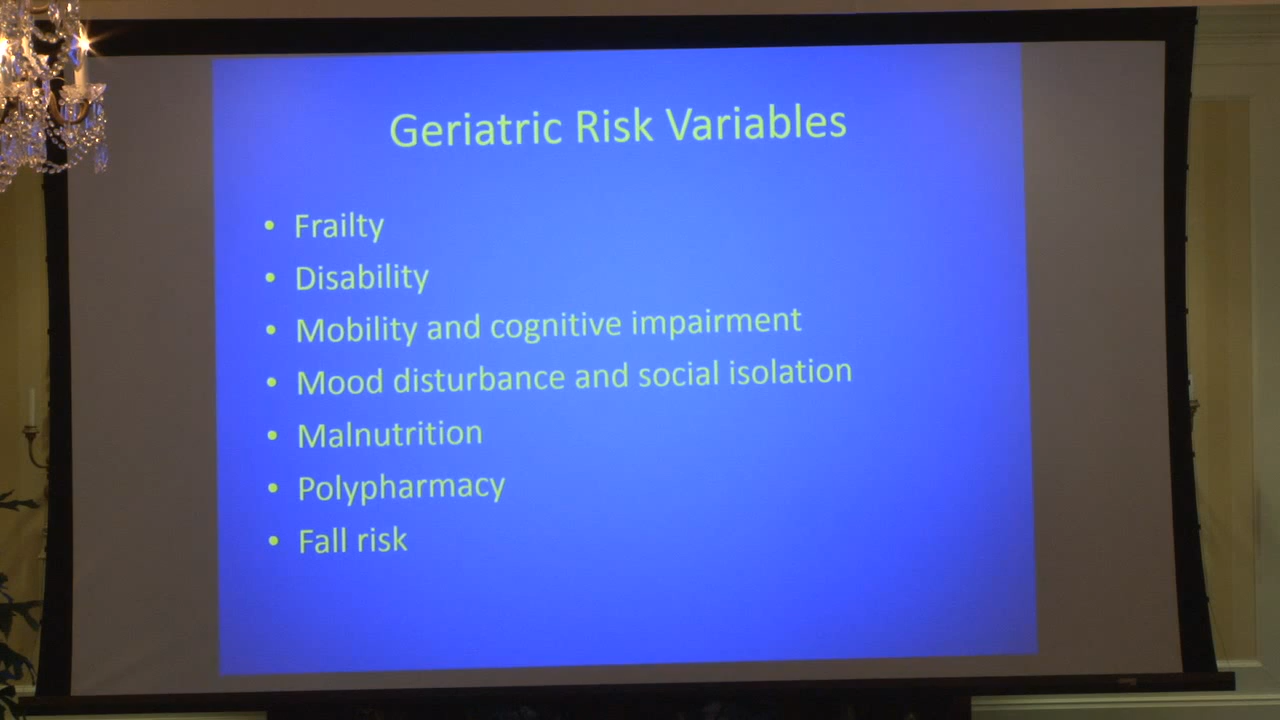 Geriatric Risk Variables
• Frailty
• Disability
• Mobility and cognitive impairment
• Mood disturbance and social isolation
• Malnutrition
• Polypharmacy
• Fall risk